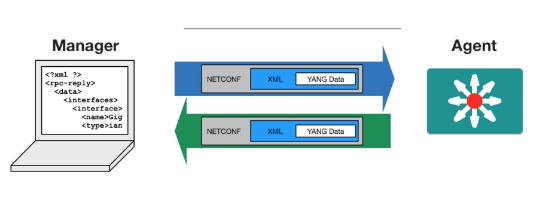 Manager
Agent
<?xml ?>
<rpc-reply>
<data>
<interfaces>
<interface>
<name>Gig
<type>ian
NETCONF XML YANG Data
NETCONF XML YANG Data